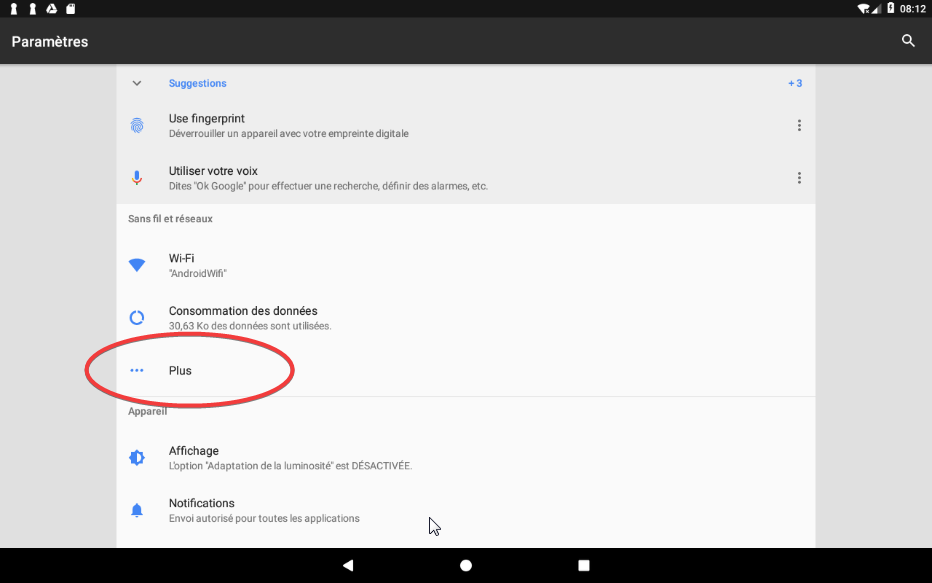 08:12
Paramètres
Suggestions
+ 3
Use fingerprint
Déverrouiller un appareil avec votre empreinte digitale
Utiliser votre voix
Dites "Ok Google" pour effectuer une recherche, définir des alarmes, etc.
Sans fil et réseaux
Wi-Fi
"AndroidWifi"
Consommation des données
30,63 Ko des données sont utilisées.
Plus
Appareil
Affichage
L'option "Adaptation de la luminosité" est DÉSACTIVÉE.
Notifications
Envoi autorisé pour toutes les applications